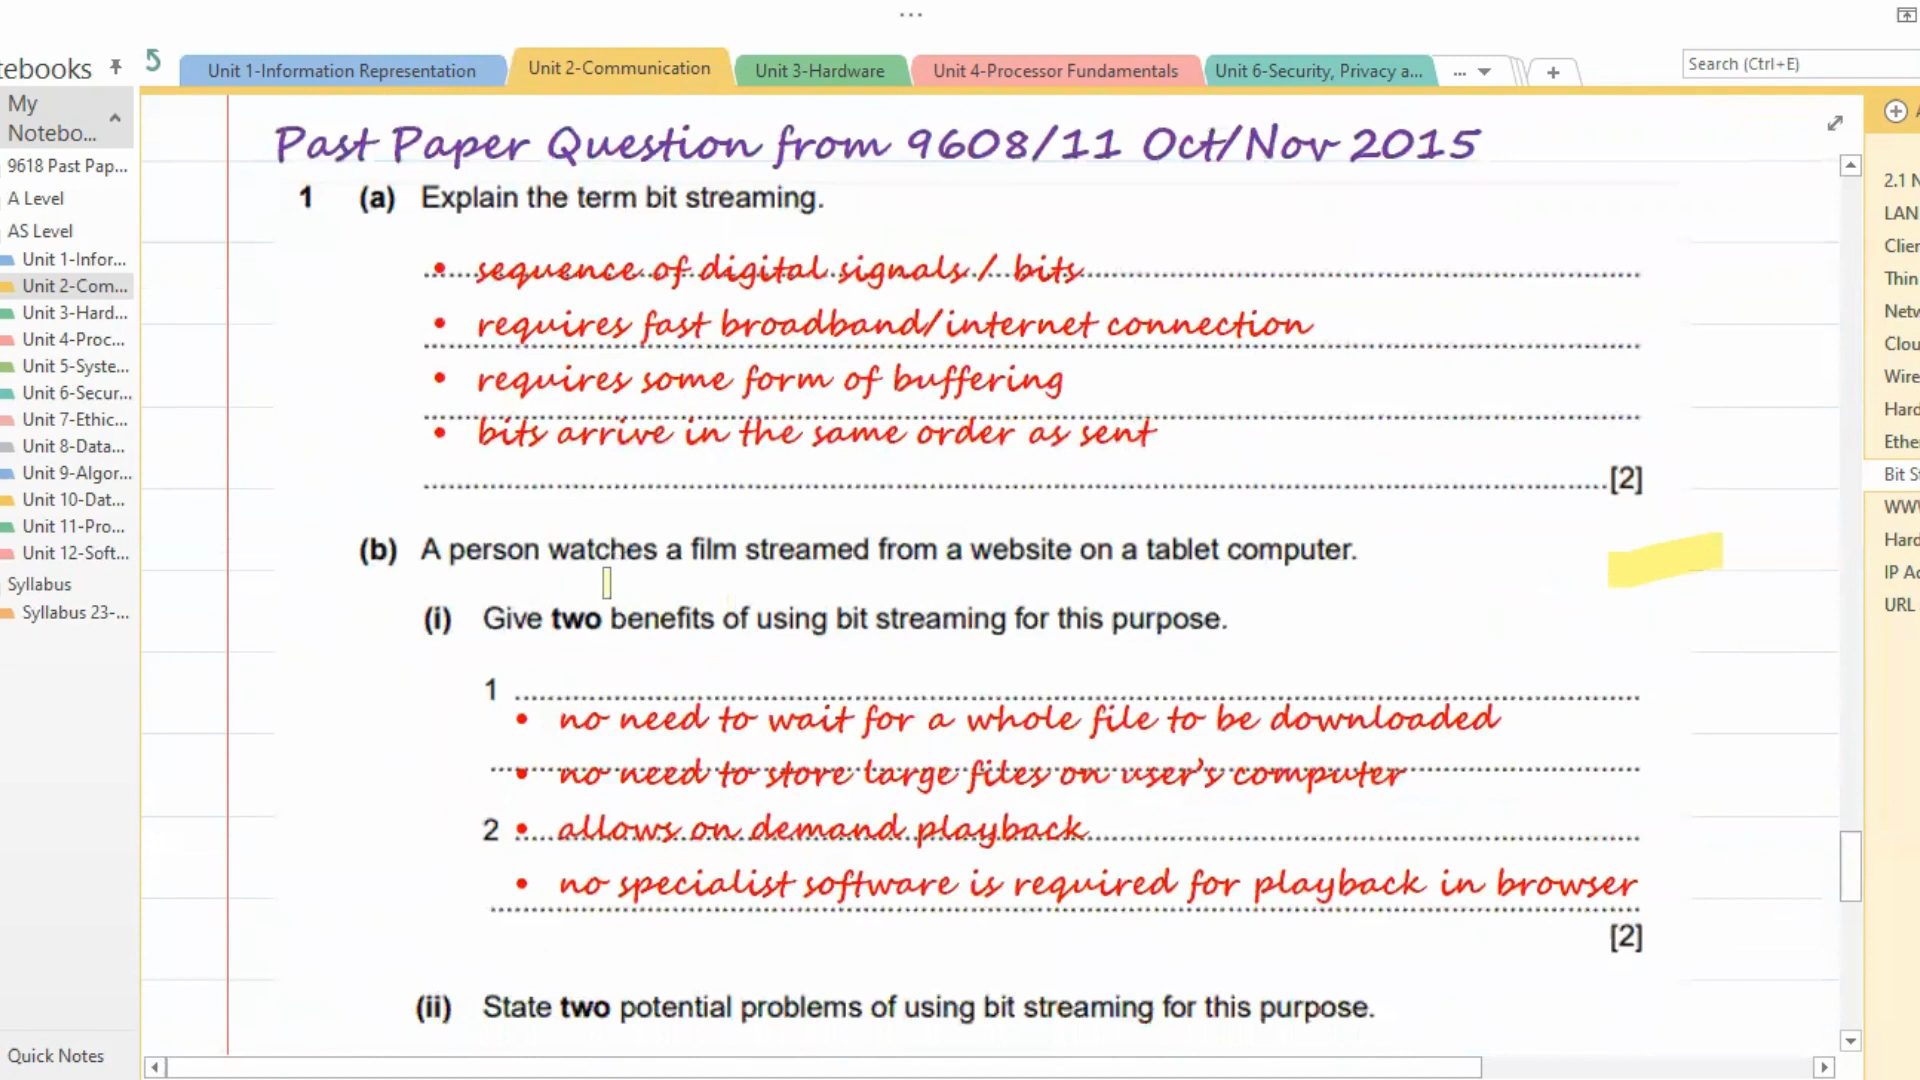 ...
Unit 1-Information Representation
Unit 2-Communication
Unit 3-Hardware
Unit 4-Processor Fundamentals
Unit 6-Security, Privacy a...
...
Search (Ctrl+E)
tebooks
My
Notebo...
9618 Past Pap...
A Level
AS Level
Unit 1-Infor...
Unit 2-Com...
Unit 3-Hard...
Unit 4-Proc...
Unit 5-Syste...
Unit 6-Secur...
Unit 7-Ethic...
Unit 8-Data...
Unit 9-Algor...
Unit 10-Dat...
Unit 11-Pro...
Unit 12-Soft...
Syllabus
Syllabus 23-...
Quick Notes
Past Paper Question from 9608/11 Oct/Nov 2015
1 (a) Explain the term bit streaming.
• sequence of digital signals / bits
• requires fast broadband/internet connection
• requires some form of buffering
• bits arrive in the same order as sent
[2]
(b) A person watches a film streamed from a website on a tablet computer.
(i) Give two benefits of using bit streaming for this purpose.
1
• no need to wait for a whole file to be downloaded
• no need to store large files on user's computer
2 • allows on demand playback
• no specialist software is required for playback in browser
[2]
(ii) State two potential problems of using bit streaming for this purpose.
2.1 N
LAN
Clien
Thin
Netw
Clou
Wire
Hard
Ether
Bit St
WWW
Hard
IP Ad
URL